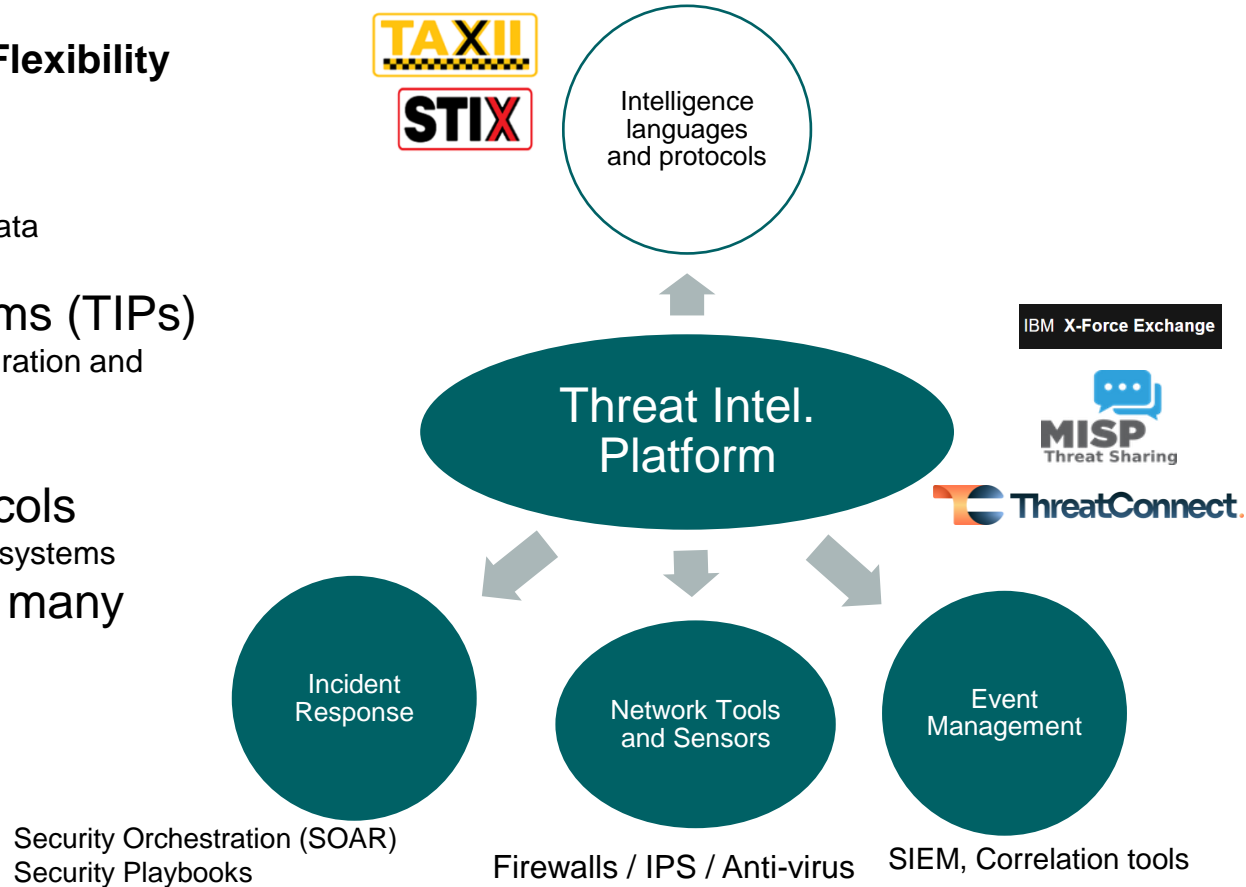 Flexibility
ata
ms (TIPs)
ration and
cols
systems
many
TAXII
STIX
Intelligence
languages
and protocols
Threat Intel.
Platform
IBM X-Force Exchange
MISP
Threat Sharing
ThreatConnect.
Incident
Response
Network Tools
and Sensors
Event
Management
Security Orchestration (SOAR)
Security Playbooks
Firewalls / IPS / Anti-virus
SIEM, Correlation tools